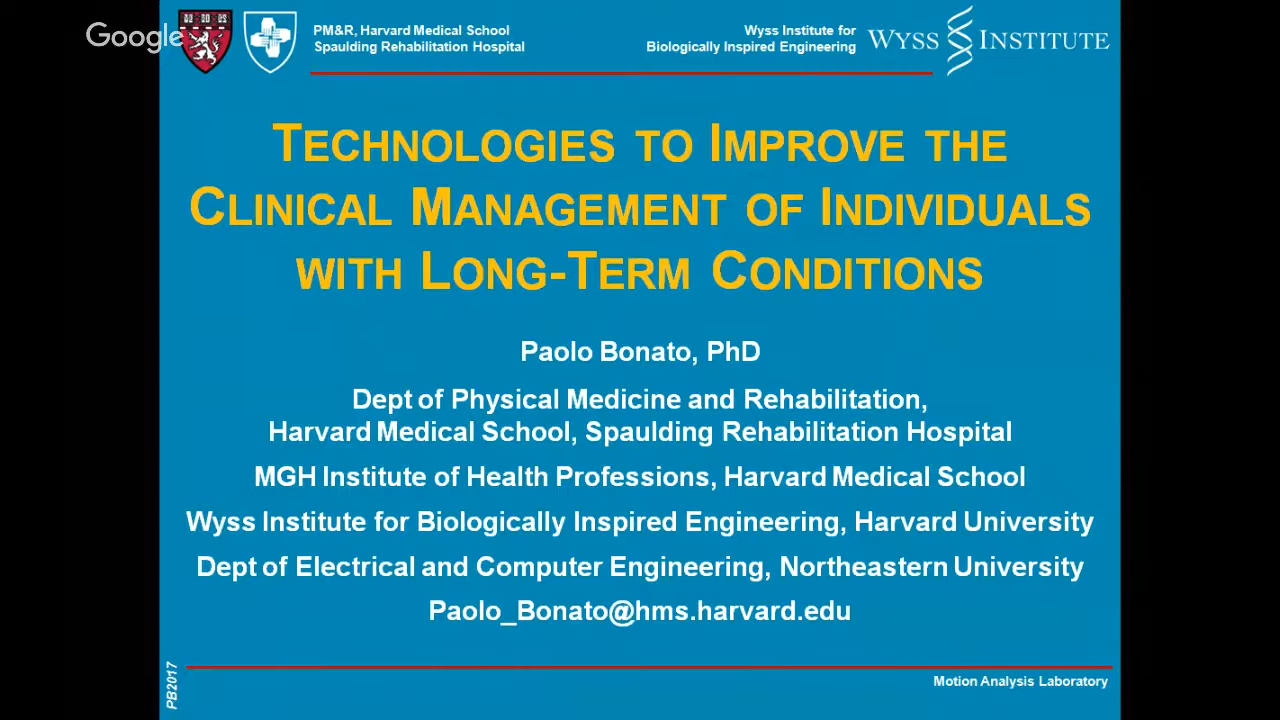 Google
PM&R, Harvard Medical School
Spaulding Rehabilitation Hospital
Wyss Institute for
Biologically Inspired Engineering
WYSS INSTITUTE
TECHNOLOGIES TO IMPROVE THE
CLINICAL MANAGEMENT OF INDIVIDUALS
WITH LONG-TERM CONDITIONS
Paolo Bonato, PhD
Dept of Physical Medicine and Rehabilitation,
Harvard Medical School, Spaulding Rehabilitation Hospital
MGH Institute of Health Professions, Harvard Medical School
Wyss Institute for Biologically Inspired Engineering, Harvard University
Dept of Electrical and Computer Engineering, Northeastern University
Paolo_Bonato@hms.harvard.edu
PB2017
Motion Analysis Laboratory